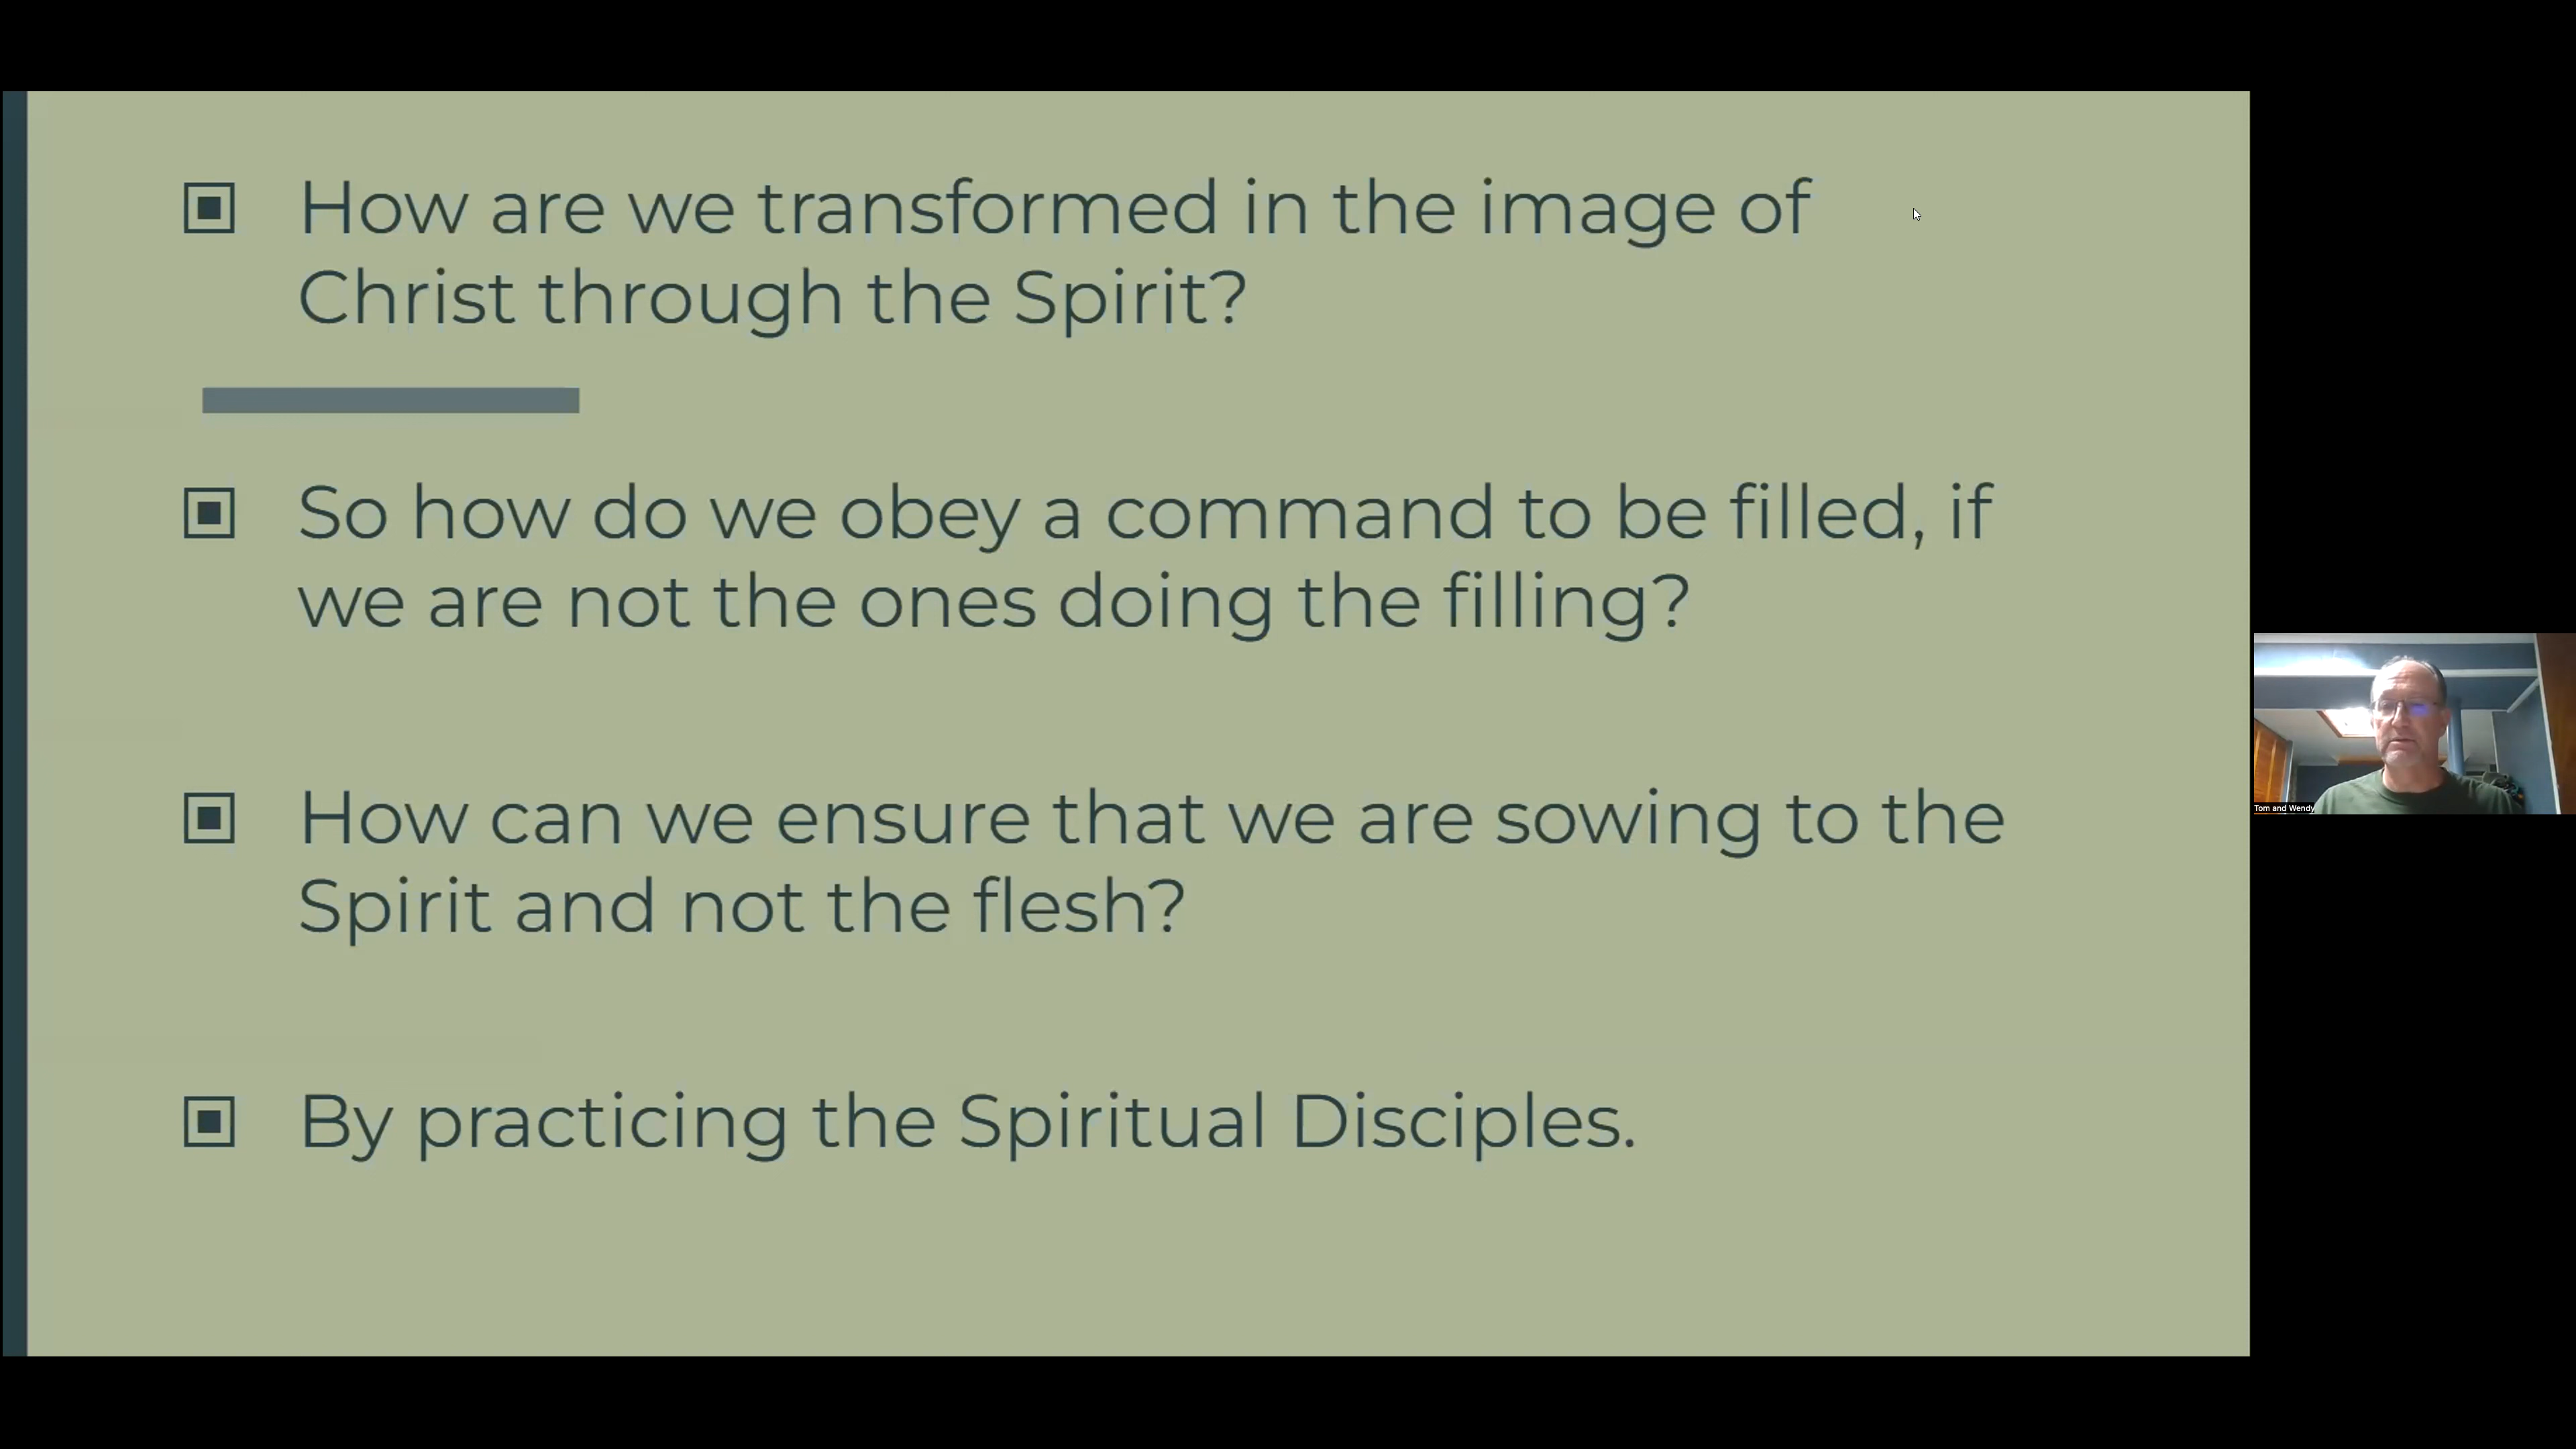 How are we transformed in the image of
Christ through the Spirit?
So how do we obey a command to be filled, if
we are not the ones doing the filling?
How can we ensure that we are sowing to the
Spirit and not the flesh?
By practicing the Spiritual Disciples.
Tom and Wendy